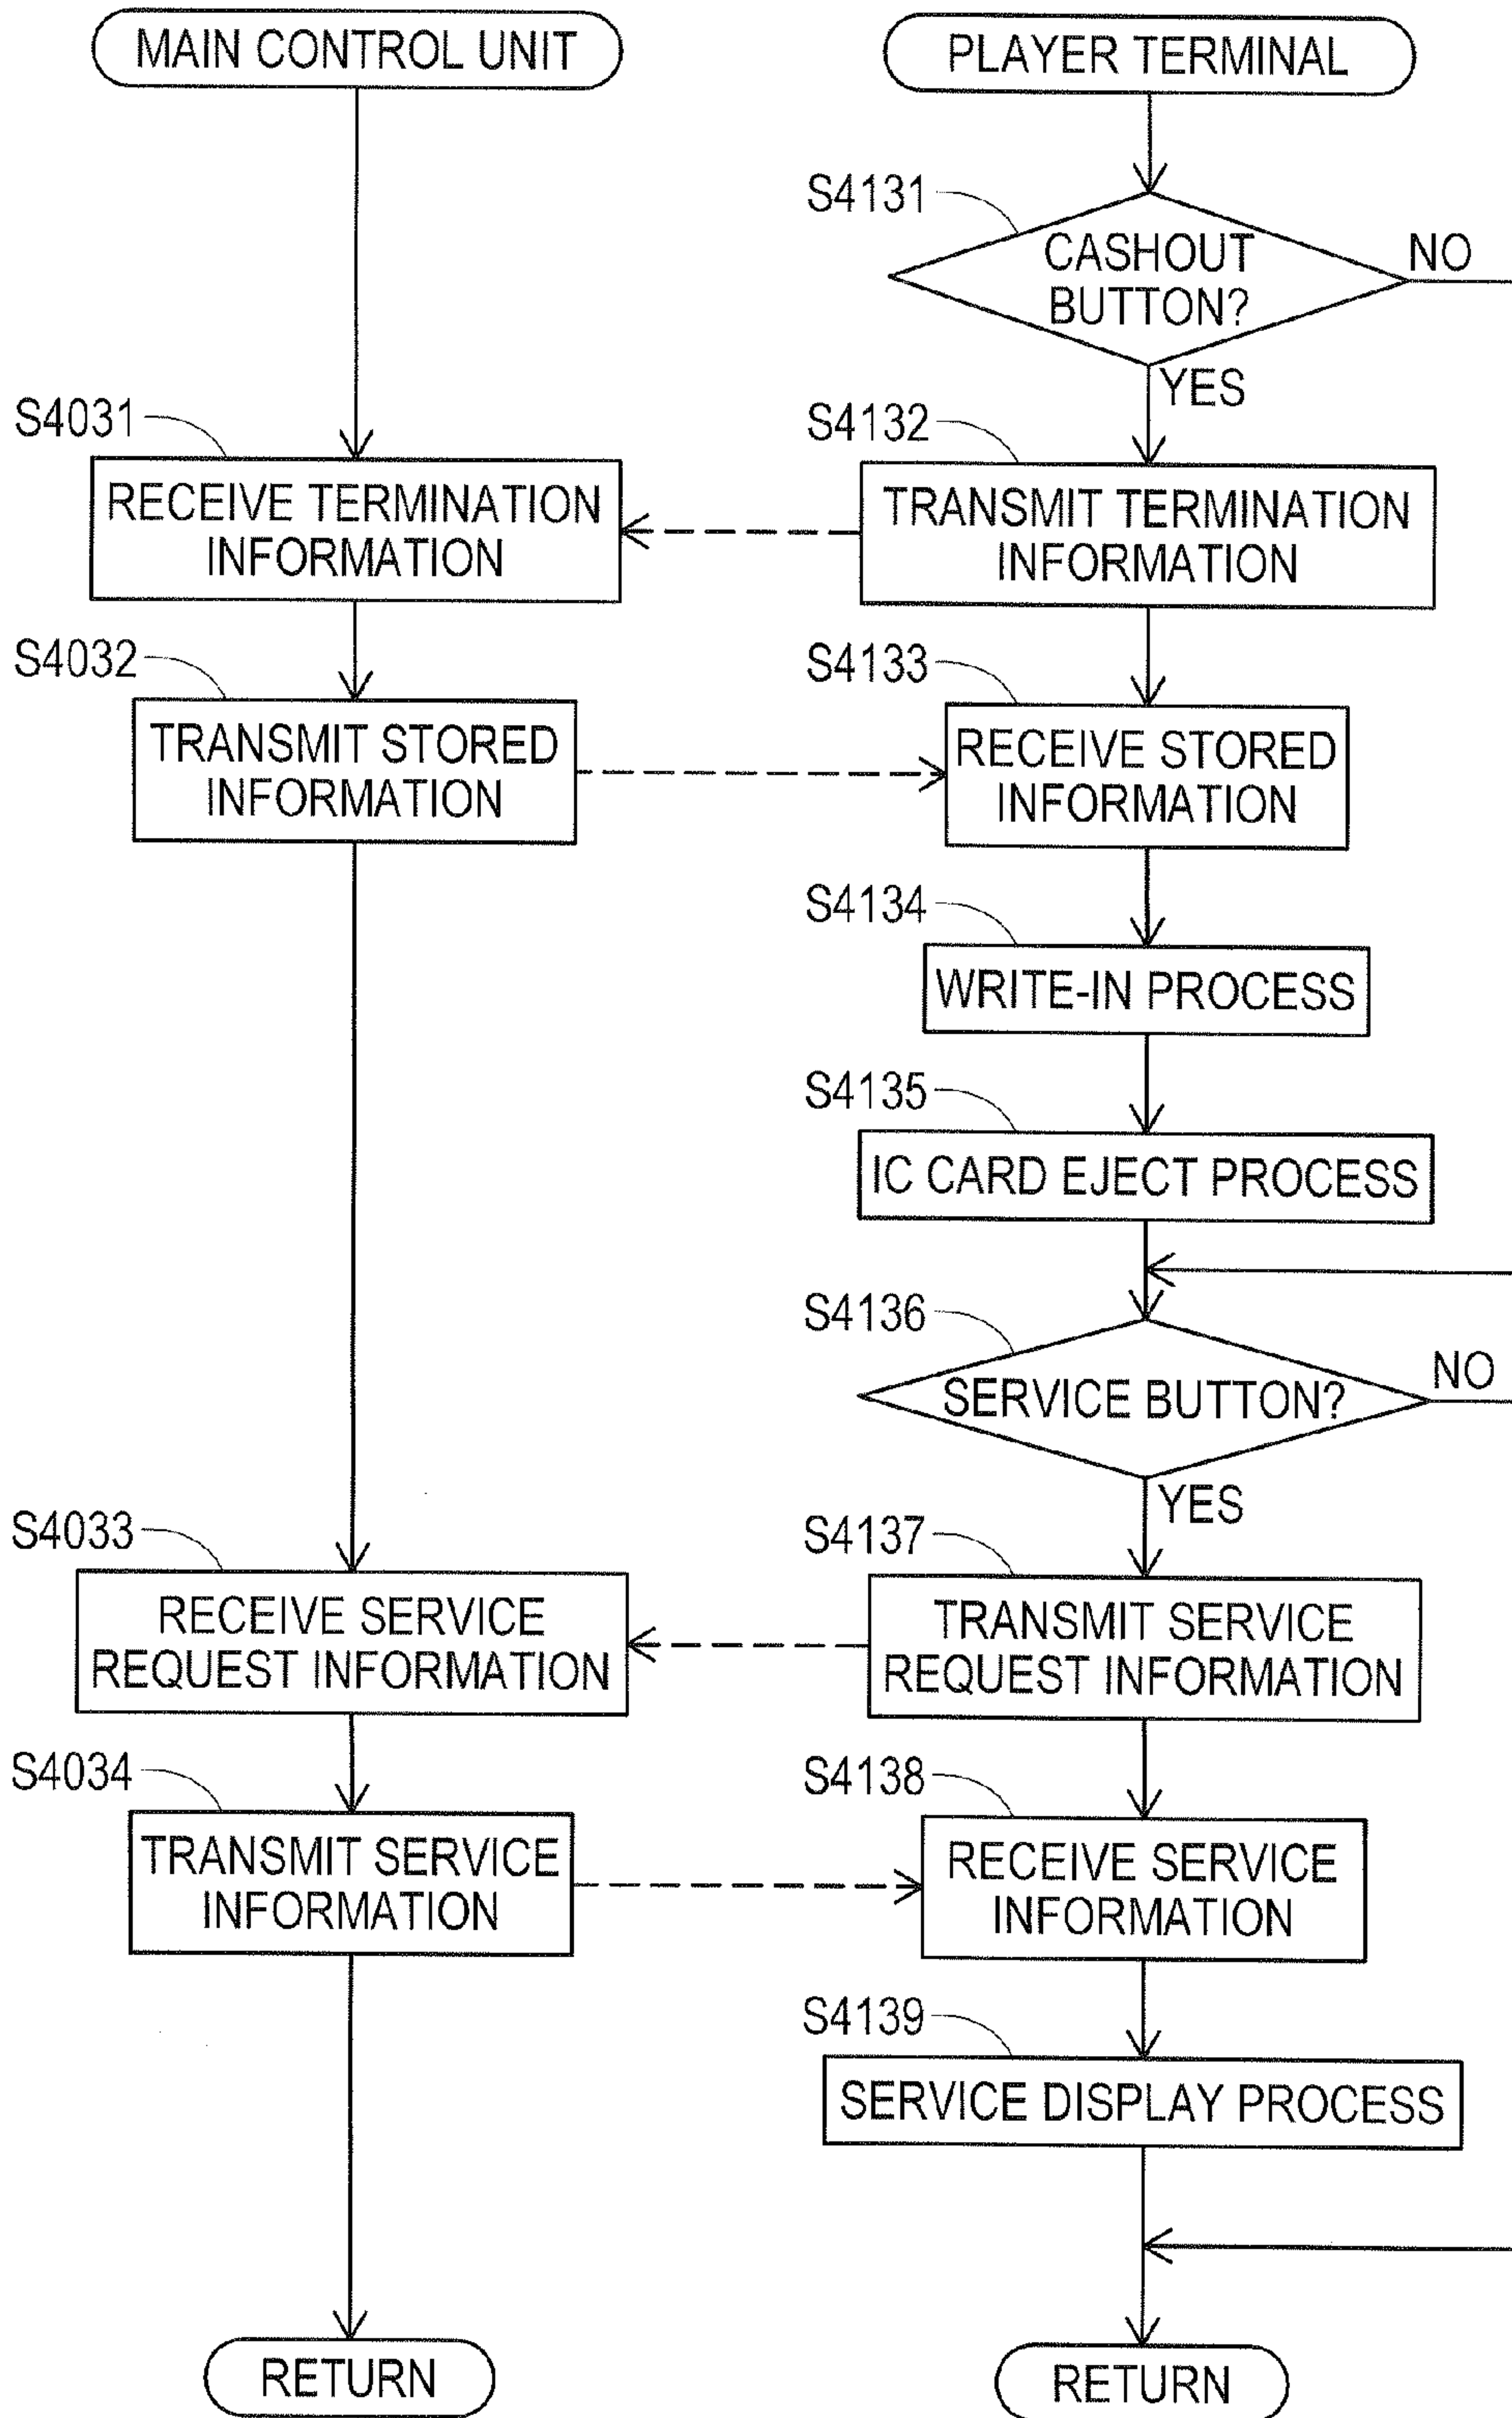 MAIN CONTROL UNIT
PLAYER TERMINAL
S4131
CASHOUT
BUTTON?
NO
YES
S4031
RECEIVE TERMINATION
INFORMATION
S4132
TRANSMIT TERMINATION
INFORMATION
S4032
TRANSMIT STORED
INFORMATION
S4133
RECEIVE STORED
INFORMATION
S4134
WRITE-IN PROCESS
S4135
IC CARD EJECT PROCESS
S4136
SERVICE BUTTON?
NO
YES
S4033
RECEIVE SERVICE
REQUEST INFORMATION
S4137
TRANSMIT SERVICE
REQUEST INFORMATION
S4034
TRANSMIT SERVICE
INFORMATION
S4138
RECEIVE SERVICE
INFORMATION
S4139
SERVICE DISPLAY PROCESS
RETURN
RETURN